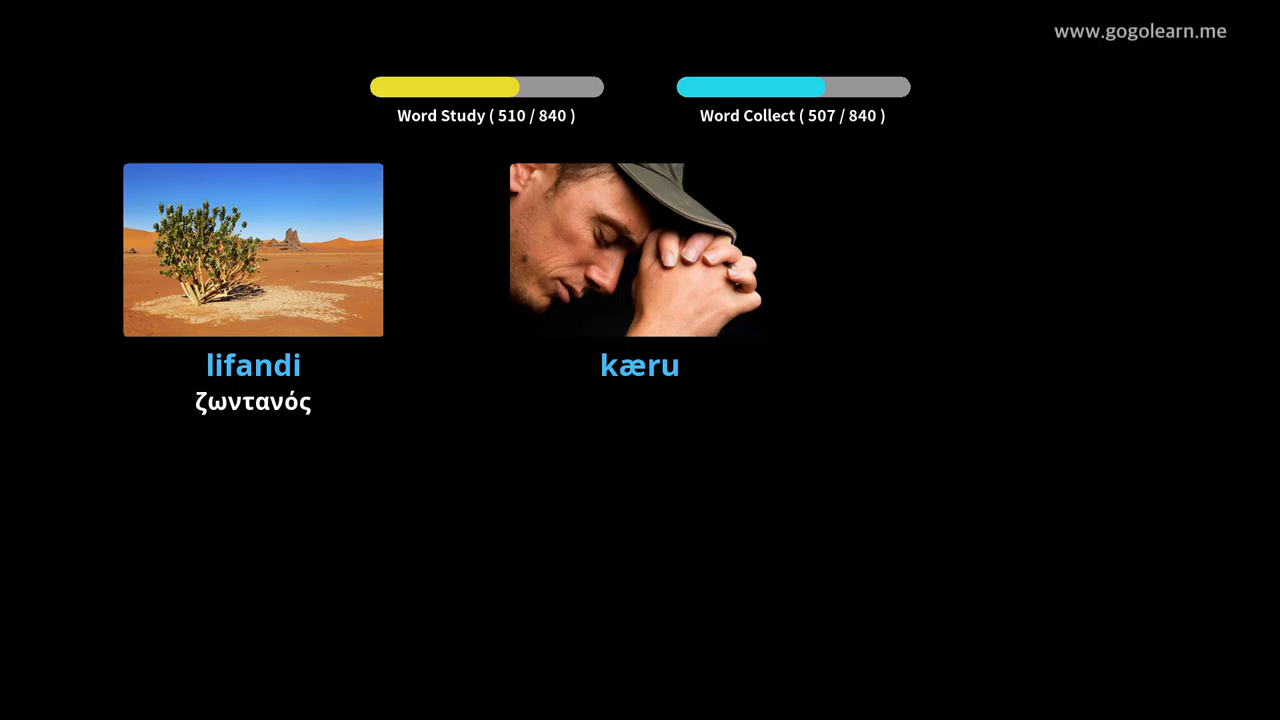 www.gogolearn.me
Word Study ( 510 / 840 )
Word Collect ( 507 / 840 )
lifandi
kæru
ζωντανός